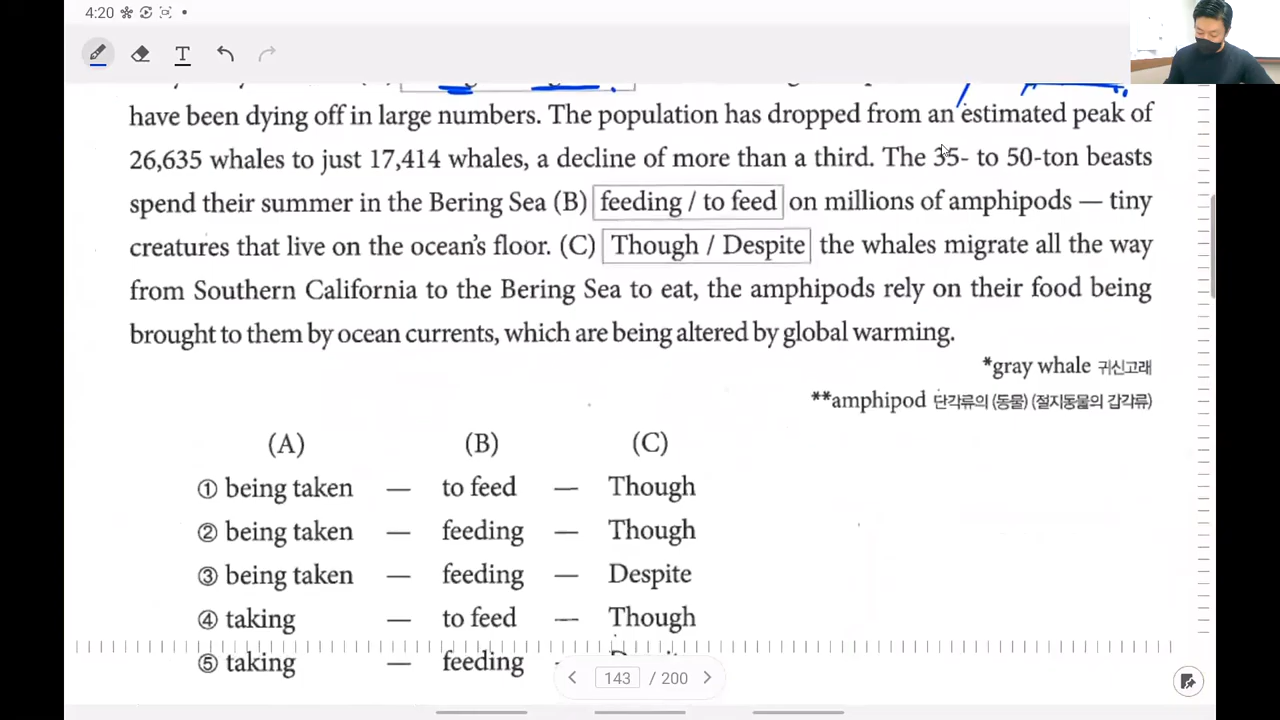 4:20
have been dying off in large numbers. The population has dropped from an estimated peak of
26,635 whales to just 17,414 whales, a decline of more than a third. The 35- to 50-ton beasts
spend their summer in the Bering Sea (B) feeding / to feed on millions of amphipods — tiny
creatures that live on the ocean's floor. (C) Though / Despite the whales migrate all the way
from Southern California to the Bering Sea to eat, the amphipods rely on their food being
brought to them by ocean currents, which are being altered by global warming.
*gray whale 귀신고래
**amphipod 단각류의 (동물) (절지동물의 갑각류)
(A) (B) (C)
① being taken — to feed — Though
② being taken — feeding — Though
③ being taken — feeding — Despite
④ taking — to feed — Though
⑤ taking — feeding
143 / 200